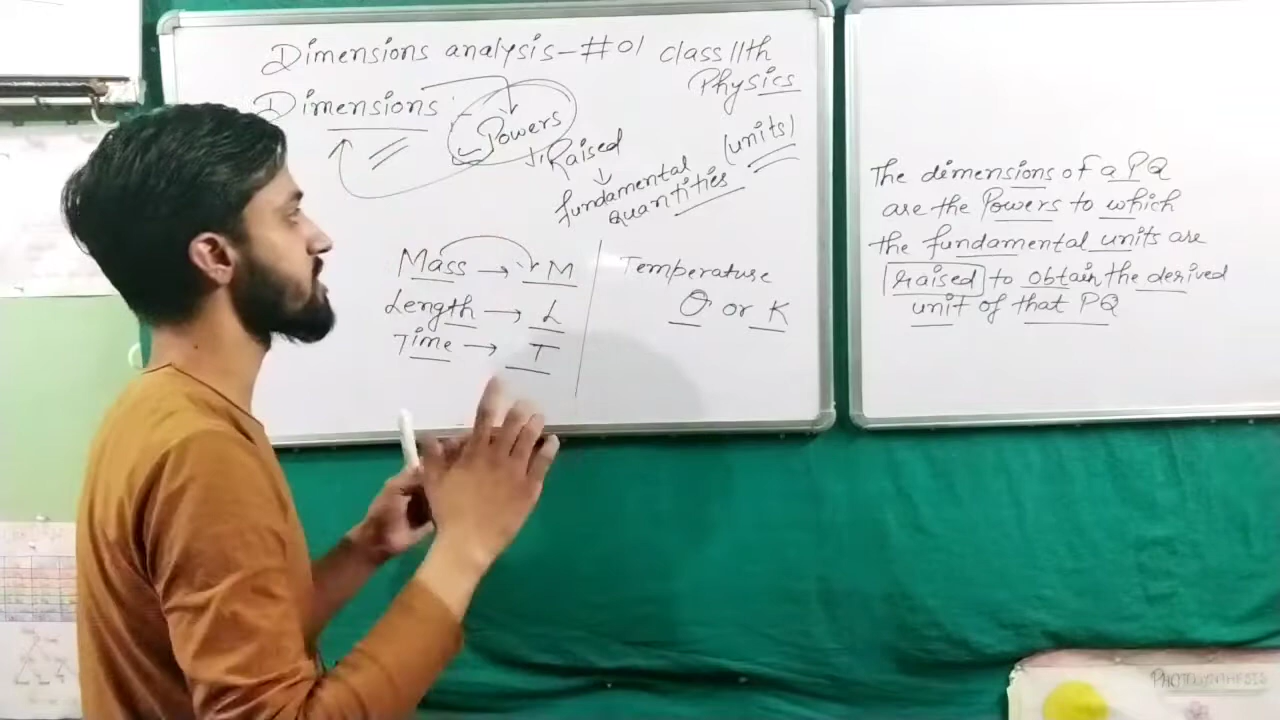 Dimensions analysis-#01 class 11th
Physics
Dimensions
Powers
Raised
fundamental
quantities
(units)
Mass → M
Length → L
Time → T
Temperature
θ or K
The dimensions of a PQ
are the Powers to which
the fundamental units are
raised to obtain the derived
unit of that PQ
PHOTOSYNTHESIS